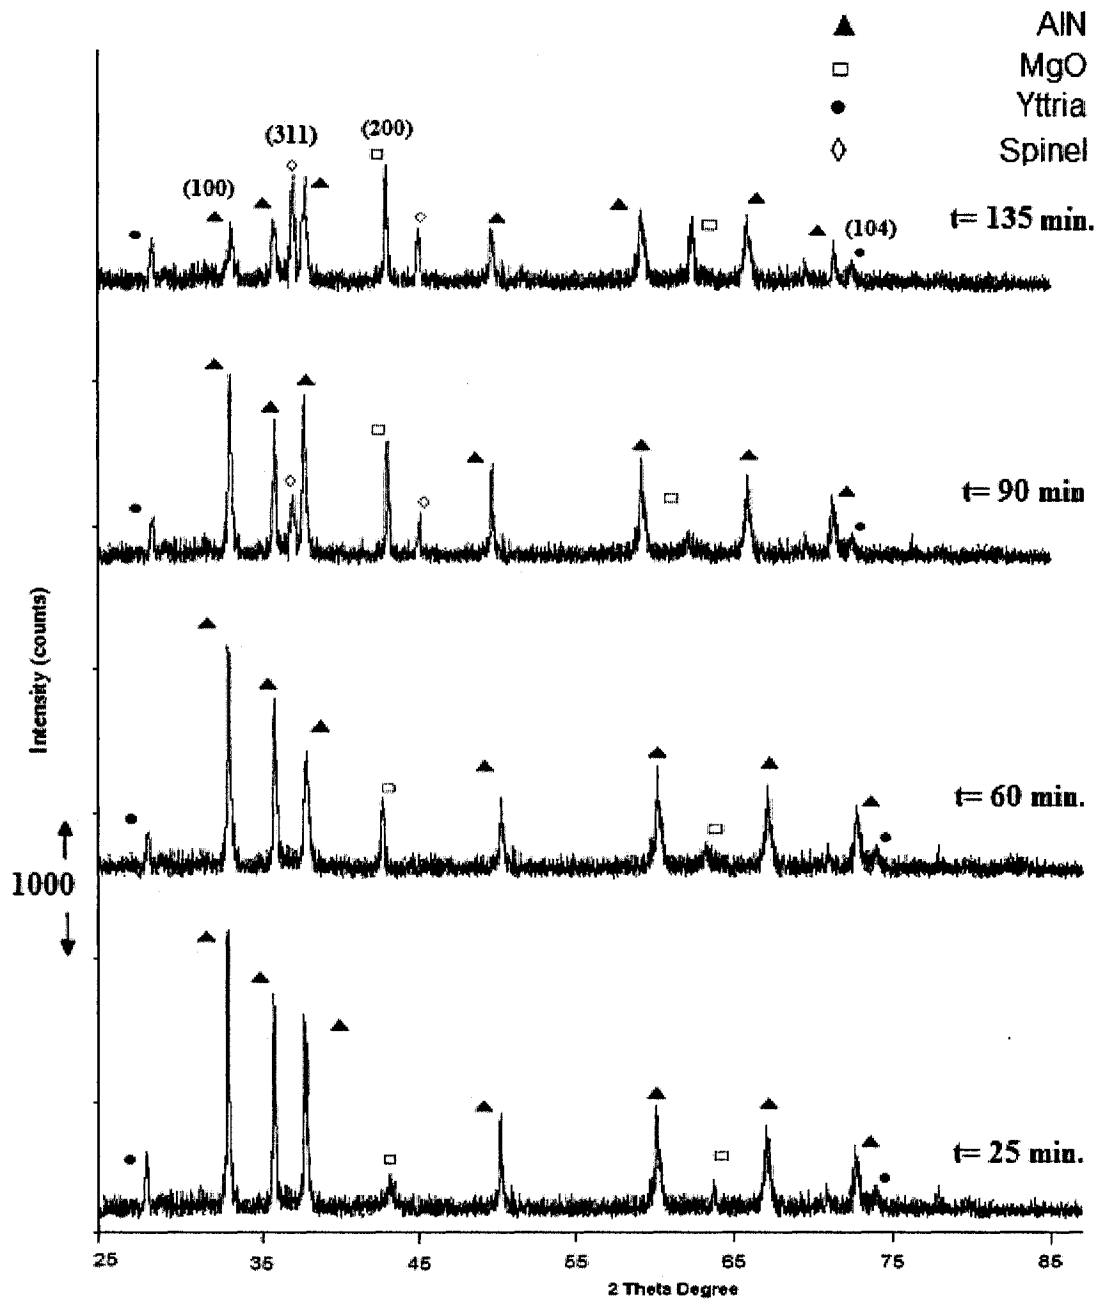 AlN
MgO
Yttria
Spinel
(311)
(200)
(100)
(104)
t= 135 min.
t= 90 min
Intensity (counts)
t= 60 min.
1000
t= 25 min.
25 35 45 55 65 75 85
2 Theta Degree